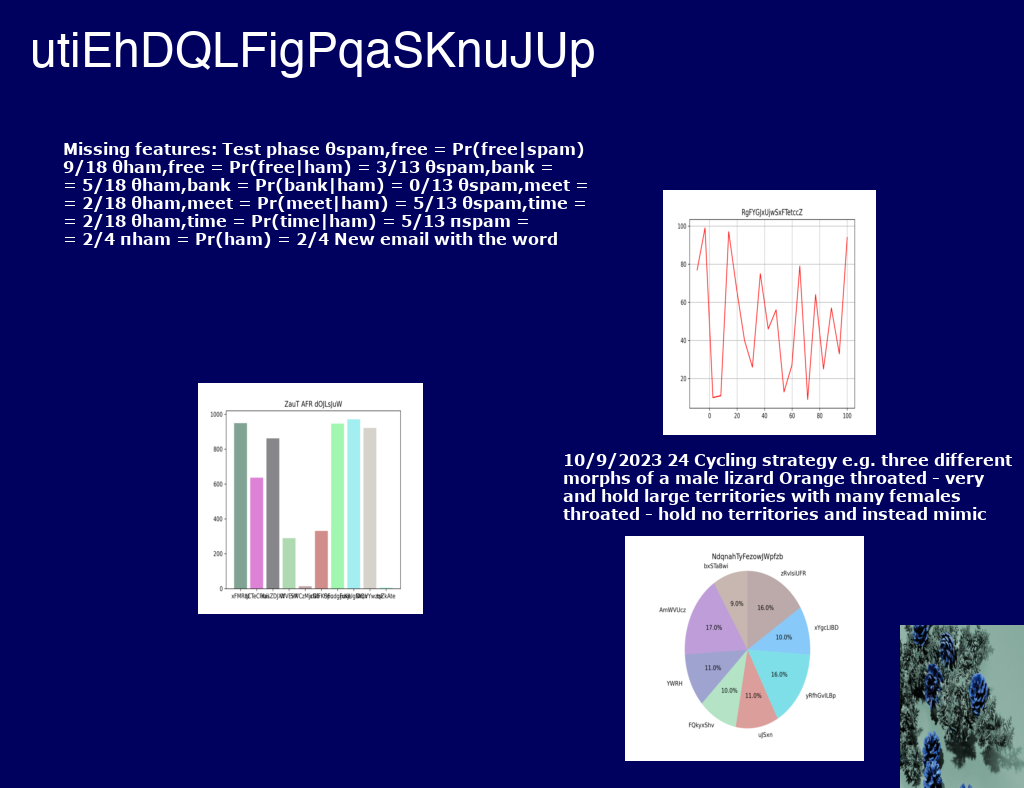 utiEhDQLFigPqaSKnuJUp
Missing features: Test phase θspam,free = Pr(free|spam)
9/18 θham,free = Pr(free|ham) = 3/13 θspam,bank =
= 5/18 θham,bank = Pr(bank|ham) = 0/13 θspam,meet =
= 2/18 θham,meet = Pr(meet|ham) = 5/13 θspam,time =
= 2/18 θham,time = Pr(time|ham) = 5/13 πspam =
= 2/4 πham = Pr(ham) = 2/4 New email with the word
RgFYGJxUjwSxFTetccZ
100
80
60
40
20
0 20 40 60 80 100
ZauT AFR dOJLsJuW
1000
800
600
400
200
0
10/9/2023 24 Cycling strategy e.g. three different
morphs of a male lizard Orange throated - very
and hold large territories with many females
throated - hold no territories and instead mimic
NdqnahTyFezowJWpfzb
bxSTaBwi
zRvIsiUFR
9.0%
16.0%
AmWVUcz
xYgcLIBD
17.0%
10.0%
11.0%
16.0%
YWRH
10.0%
11.0%
yRfhGvILBp
FQkyxShv
ujSxn